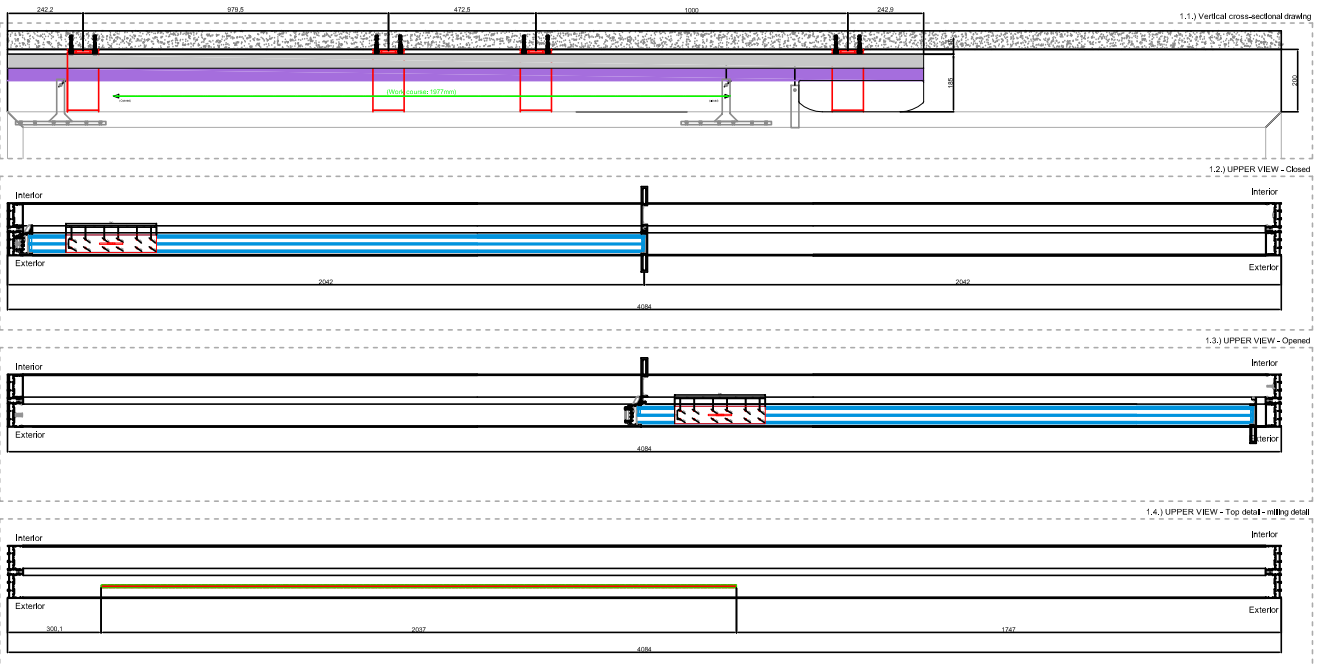 242,2 979,5 472,5 1000 242,9
1.1.) Vertical cross-sectional drawing
(Work course: 1977mm)
185
200
1.2.) UPPER VIEW - Closed
Interior Interior
Exterior Exterior
2042 2042
4084
1.3.) UPPER VIEW - Opened
Interior Interior
Exterior Exterior
4084
1.4.) UPPER VIEW - Top detail - milling detail
Interior Interior
Exterior Exterior
300,1 2037 1747
4084